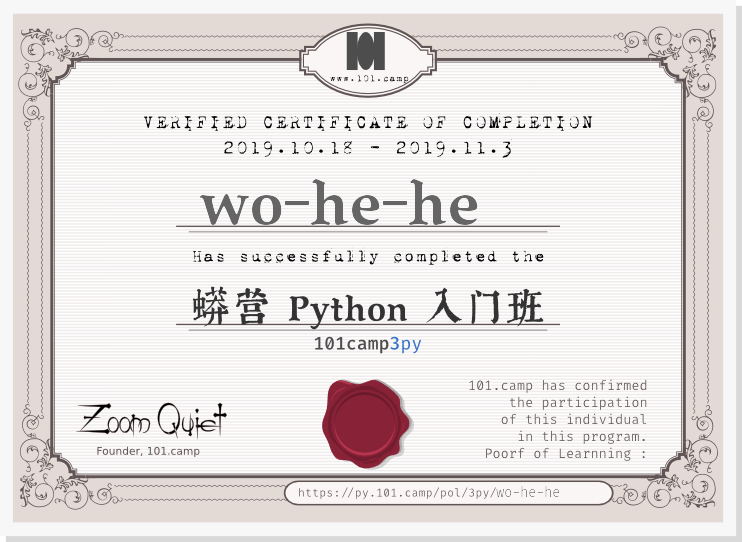 101
www.101.camp
VERIFIED CERTIFICATE OF COMPLETION
2019.10.18 - 2019.11.3
wo-he-he
Has successfully completed the
蟒营 Python 入门班
101camp3py
101.camp has confirmed
the participation
of this individual
in this program.
Poorf of Learnning :
Zoom Quiet
Founder, 101.camp
https://py.101.camp/pol/3py/wo-he-he